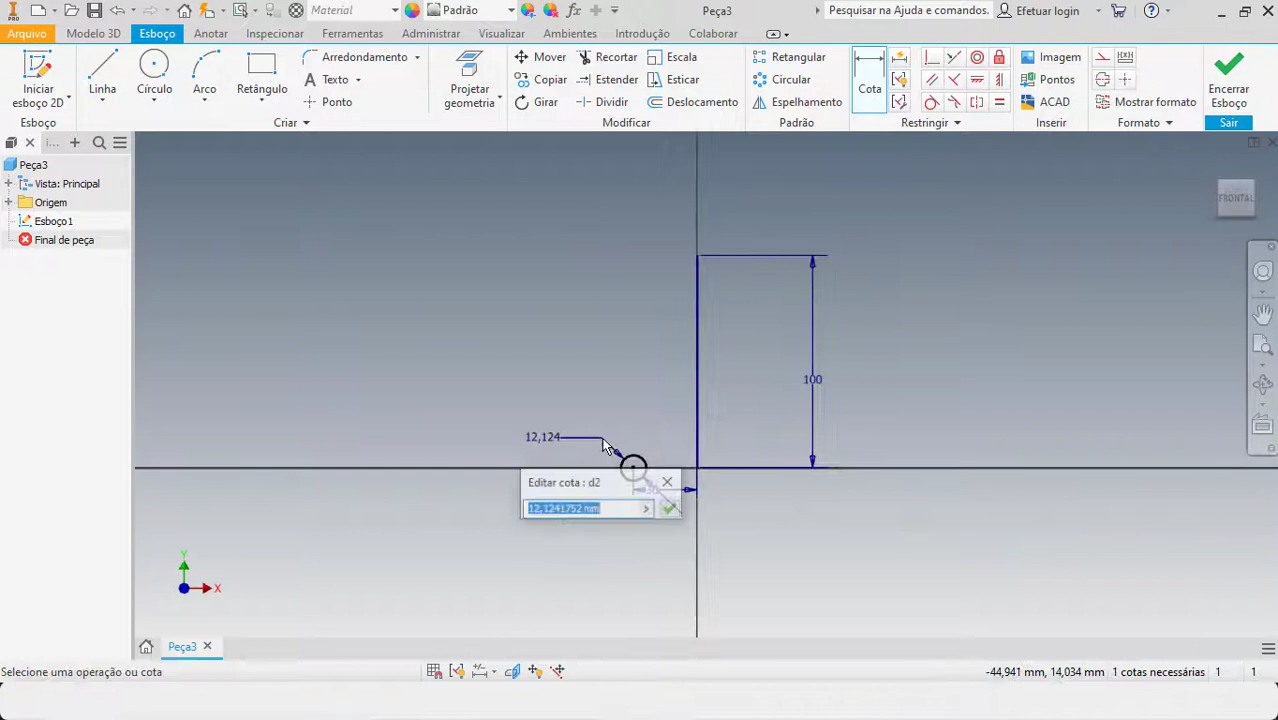 PRO
Material
Padrão
fx
Peça3
Pesquisar na Ajuda e comandos.
Efetuar login
Arquivo Modelo 3D Esboço Anotar Inspecionar Ferramentas Administrar Visualizar Ambientes Introdução Colaborar
Iniciar esboço 2D
Linha
Círculo
Arco
Retângulo
Arredondamento
Texto
Ponto
Projetar geometria
Mover
Copiar
Girar
Recortar
Estender
Dividir
Escala
Esticar
Deslocamento
Retangular
Circular
Espelhamento
Cota
Imagem
Pontos
ACAD
Mostrar formato
Encerrar Esboço
Esboço
Criar
Modificar
Padrão
Restringir
Inserir
Formato
Sair
Peça3
Vista: Principal
Origem
Esboço1
Final de peça
FRONTAL
100
12,124
Editar cota : d2
12,1241752 mm
Y
X
Peça3
Selecione uma operação ou cota
-44,941 mm, 14,034 mm 1 cotas necessárias 1 1